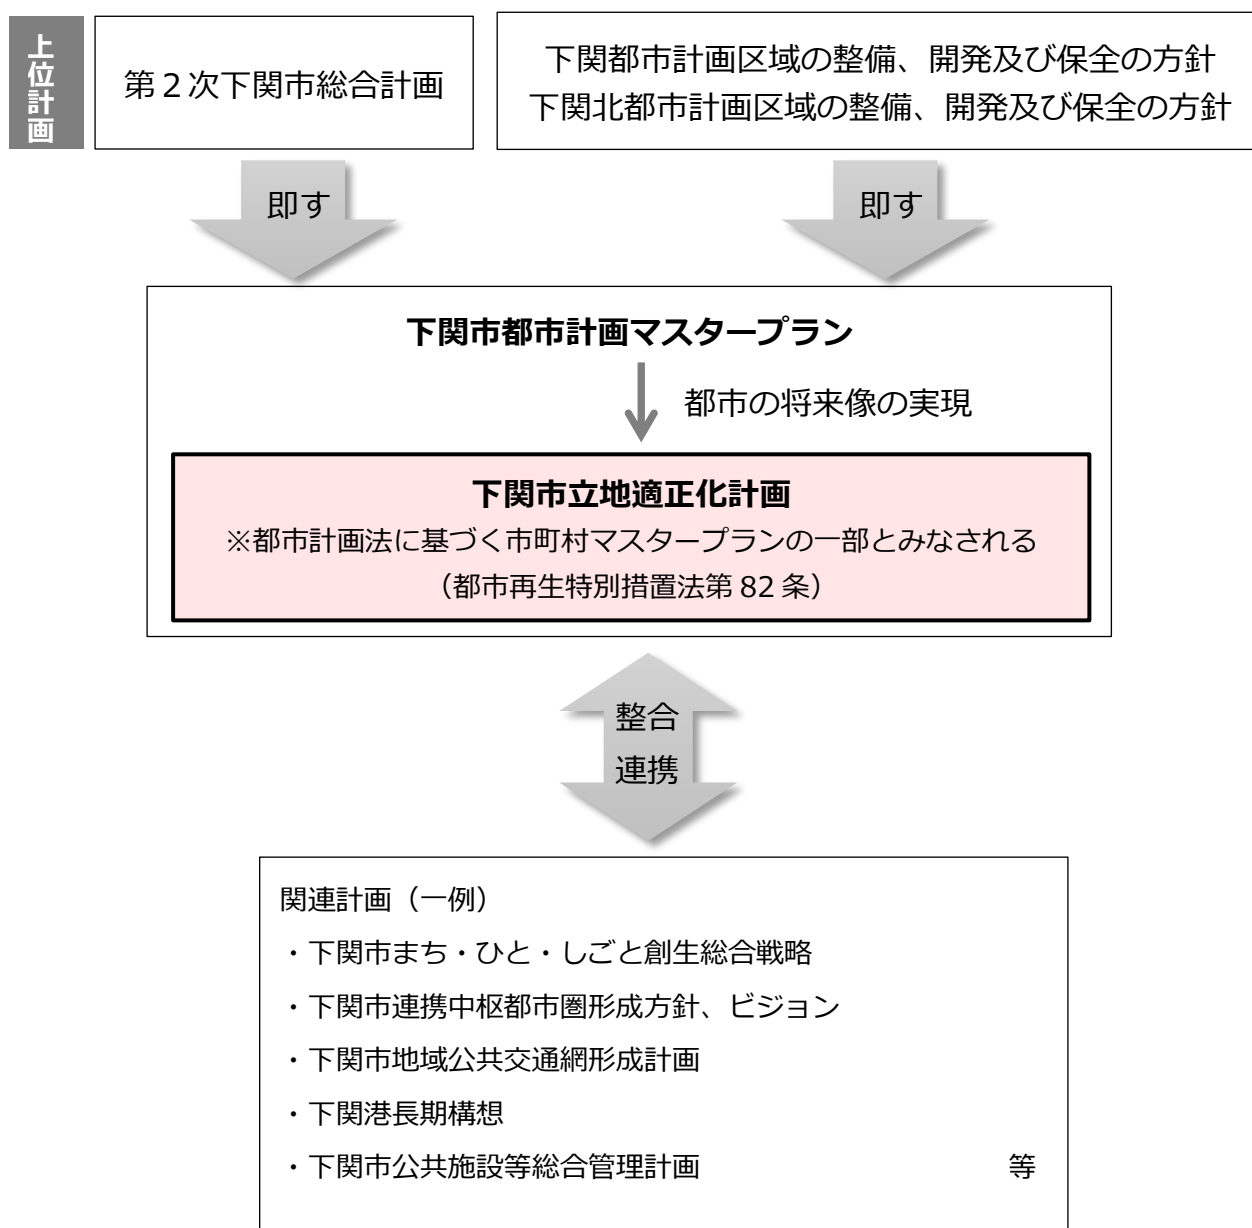 上位計画
第2次下関市総合計画
下関都市計画区域の整備、開発及び保全の方針
下関北都市計画区域の整備、開発及び保全の方針
即す
即す
下関市都市計画マスタープラン
都市の将来像の実現
下関市立地適正化計画
※都市計画法に基づく市町村マスタープランの一部とみなされる
（都市再生特別措置法第 82 条）
整合
連携
関連計画（一例）
・下関市まち・ひと・しごと創生総合戦略
・下関市連携中枢都市圏形成方針、ビジョン
・下関市地域公共交通網形成計画
・下関港長期構想
・下関市公共施設等総合管理計画 等